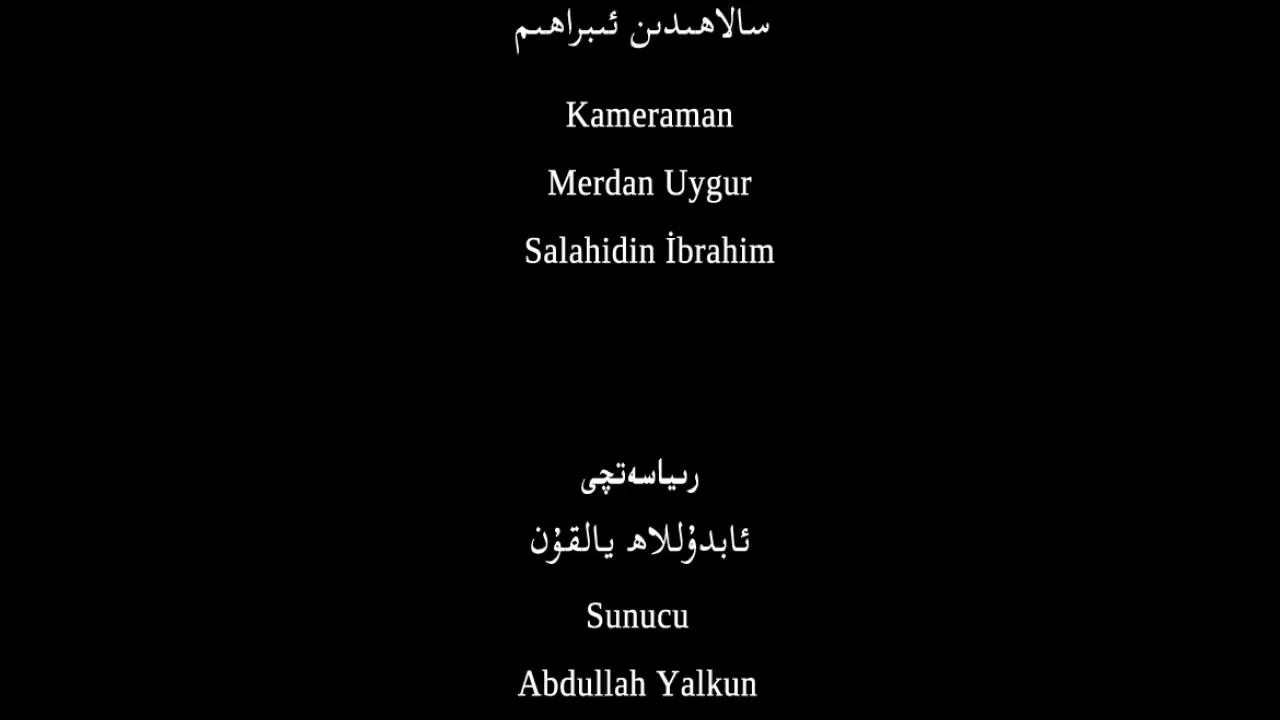 سالاھىدىن ئىبراھىم
Kameraman
Merdan Uygur
Salahidin İbrahim
رىياسەتچى
ئابدۇللاھ يالقۇن
Sunucu
Abdullah Yalkun